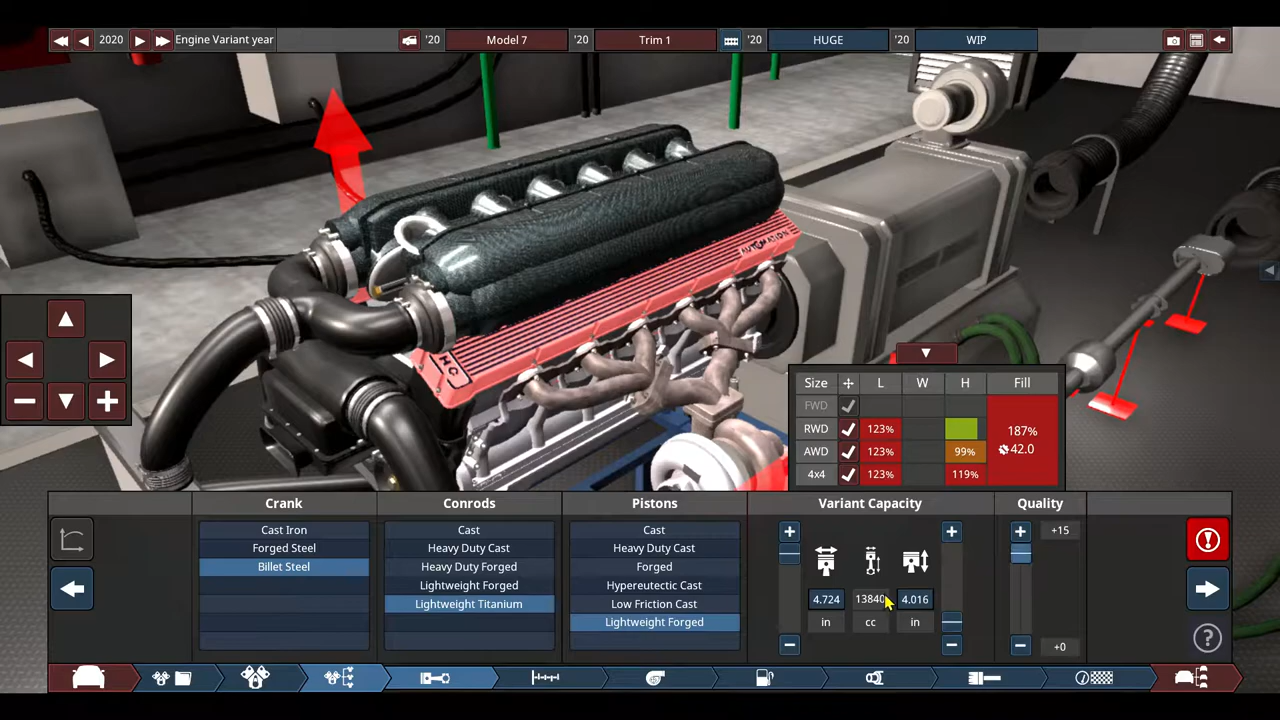 2020 Engine Variant year '20 Model 7 '20 Trim 1 '20 HUGE '20 WIP
AUTOMATION
Size L W H Fill
FWD
RWD 123% 187%
AWD 123% 99% 42.0
4x4 123% 119%
Crank Conrods Pistons Variant Capacity Quality
Cast Iron Cast Cast +15
Forged Steel Heavy Duty Cast Heavy Duty Cast
Billet Steel Heavy Duty Forged Forged
Lightweight Forged Hypereutectic Cast
Lightweight Titanium Low Friction Cast 4.724 13840 4.016
Lightweight Forged in cc in
+0